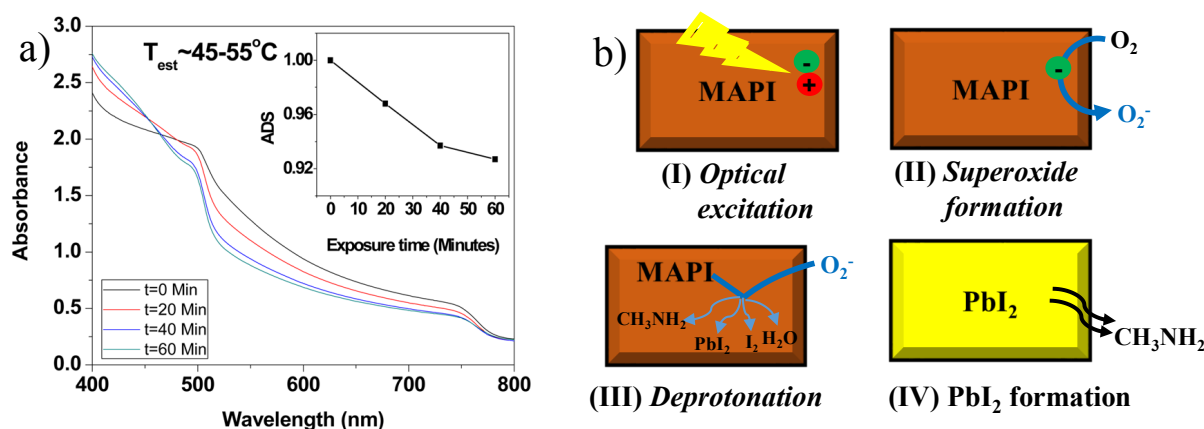 a)
T_est ~45-55°C
3.0
2.5
2.0
1.5
1.0
0.5
0.0
Absorbance
400
500
600
700
800
Wavelength (nm)
t=0 Min
t=20 Min
t=40 Min
t=60 Min
1.00
0.96
0.92
ADS
0 10 20 30 40 50 60
Exposure time (Minutes)
b)
MAPI
-
+
(I) Optical
excitation
MAPI
-
O₂
O₂⁻
(II) Superoxide
formation
MAPI
O₂⁻
CH₃NH₂
PbI₂
I₂
H₂O
(III) Deprotonation
PbI₂
CH₃NH₂
(IV) PbI₂ formation